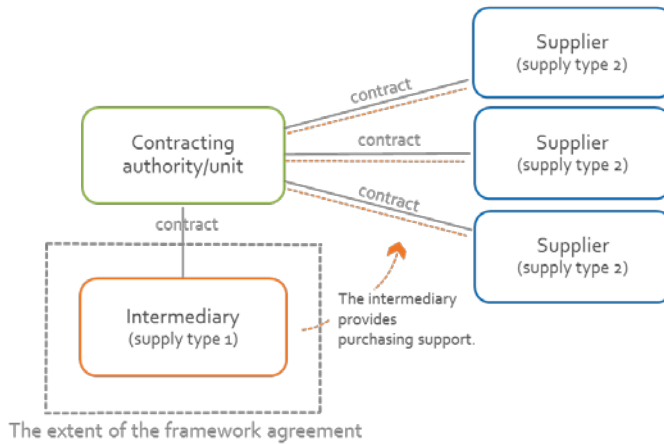 Supplier
(supply type 2)
contract
Contracting
authority/unit
contract
Supplier
(supply type 2)
contract
Supplier
(supply type 2)
contract
Intermediary
(supply type 1)
The intermediary
provides
purchasing support.
The extent of the framework agreement